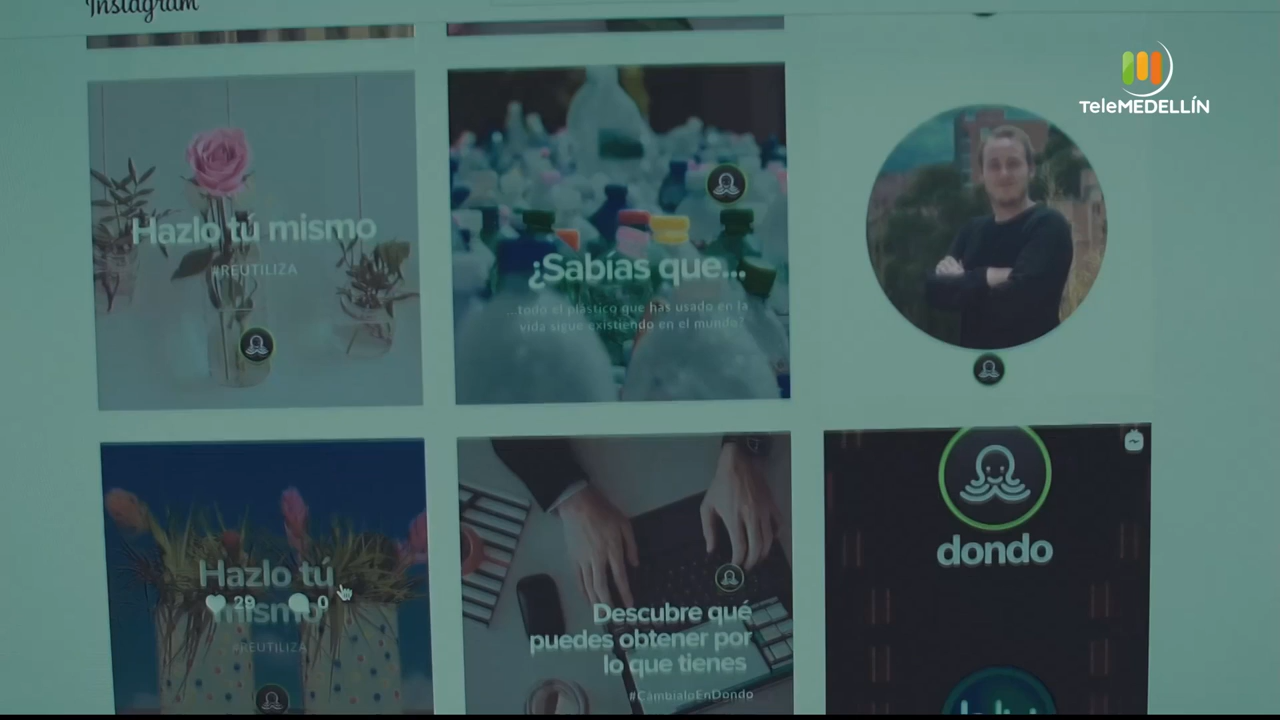 Instagram
TeleMEDELLÍN
Hazlo tú mismo
#REUTILIZA
¿Sabías que...
...todo el plástico que has usado en la
vida sigue existiendo en el mundo?
Hazlo tú
mismo
29 0
#REUTILIZA
Descubre qué
puedes obtener por
lo que tienes
#CámbialoEnDondo
dondo